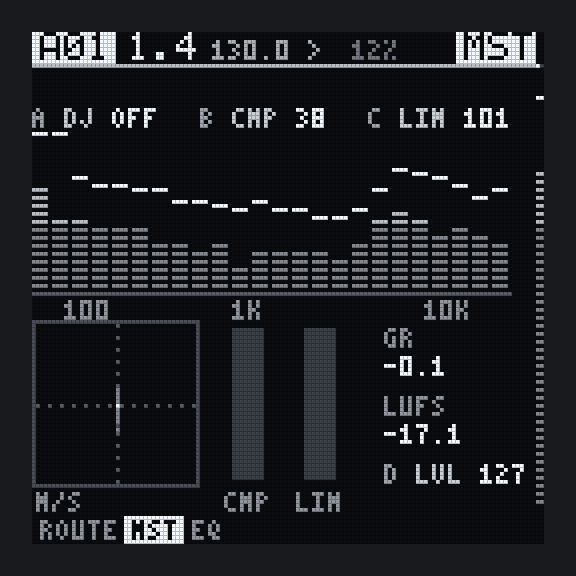 A01 1.4 130.0 > 12% MST
A DJ OFF B CMP 38 C LIM 101
100 1K 10K
GR
-0.1
LUFS
-17.1
D LVL 127
M/S CMP LIM
ROUTE MST EQ